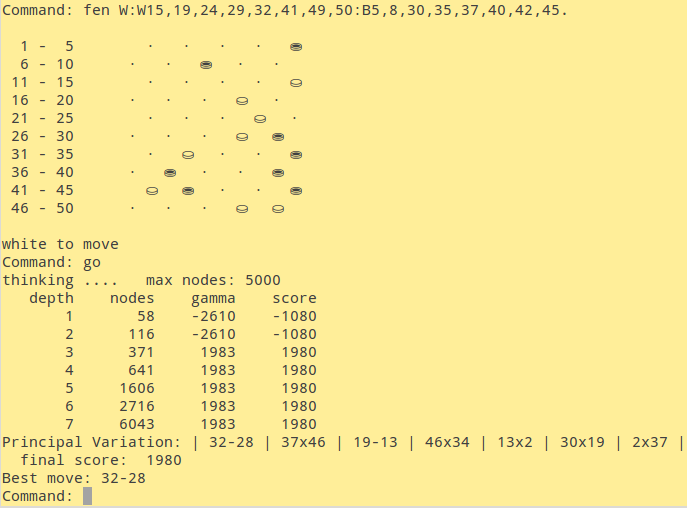 Command: fen W:W15,19,24,29,32,41,49,50:B5,8,30,35,37,40,42,45.
1 - 5 · · · · ⛂
6 - 10 · · ⛂ · ·
11 - 15 · · · · ⛀
16 - 20 · · · ⛀ ·
21 - 25 · · · ⛀ ·
26 - 30 · · · ⛀ ⛂
31 - 35 · ⛀ · · ⛂
36 - 40 · ⛂ · · ⛂
41 - 45 ⛀ ⛂ · · ⛂
46 - 50 · · · ⛀ ⛀
white to move
Command: go
thinking .... max nodes: 5000
depth nodes gamma score
1 58 -2610 -1080
2 116 -2610 -1080
3 371 1983 1980
4 641 1983 1980
5 1606 1983 1980
6 2716 1983 1980
7 6043 1983 1980
Principal Variation: | 32-28 | 37x46 | 19-13 | 46x34 | 13x2 | 30x19 | 2x37 |
final score: 1980
Best move: 32-28
Command: